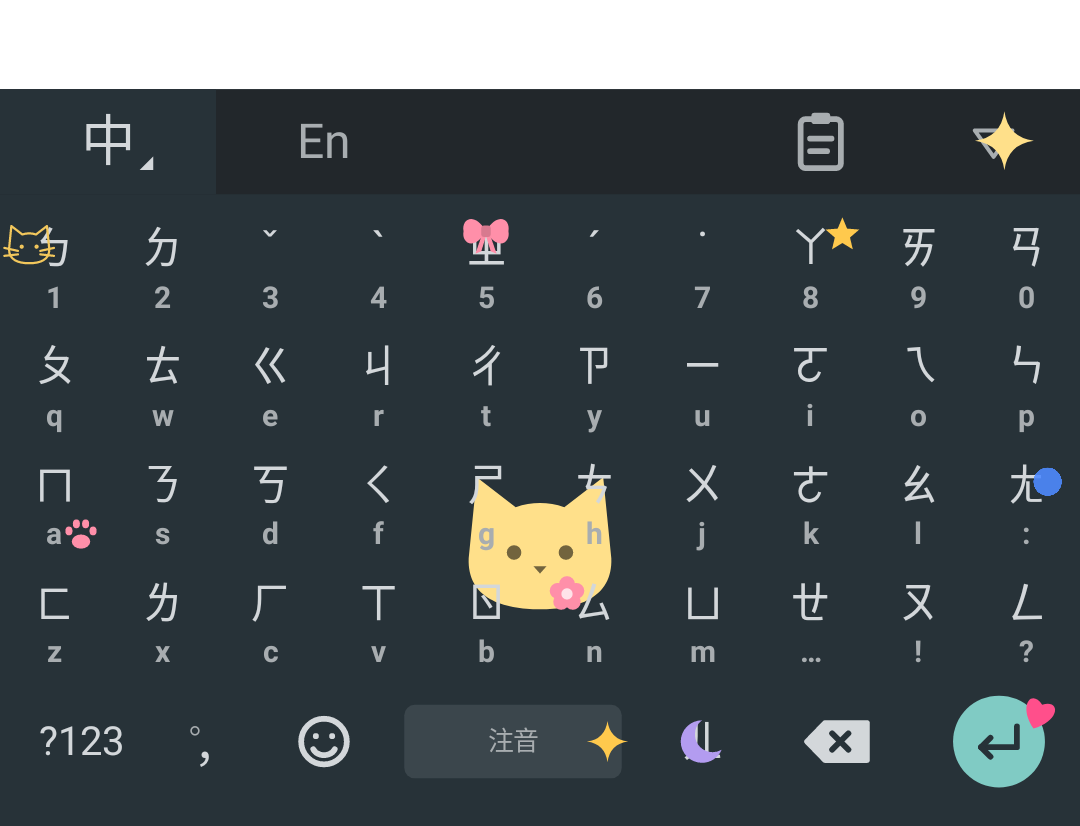 中 En
ㄅ ㄉ ˇ ˋ ㄓ ˊ ˙ ㄚ ㄞ ㄢ
1 2 3 4 5 6 7 8 9 0
ㄆ ㄊ ㄍ ㄐ ㄔ ㄗ ㄧ ㄛ ㄟ ㄣ
q w e r t y u i o p
ㄇ ㄋ ㄎ ㄑ ㄕ ㄘ ㄨ ㄜ ㄠ ㄤ
a s d f g h j k l :
ㄈ ㄌ ㄏ ㄒ ㄖ ㄙ ㄩ ㄝ ㄡ ㄥ
z x c v b n m … ! ?
?123 °, 注音